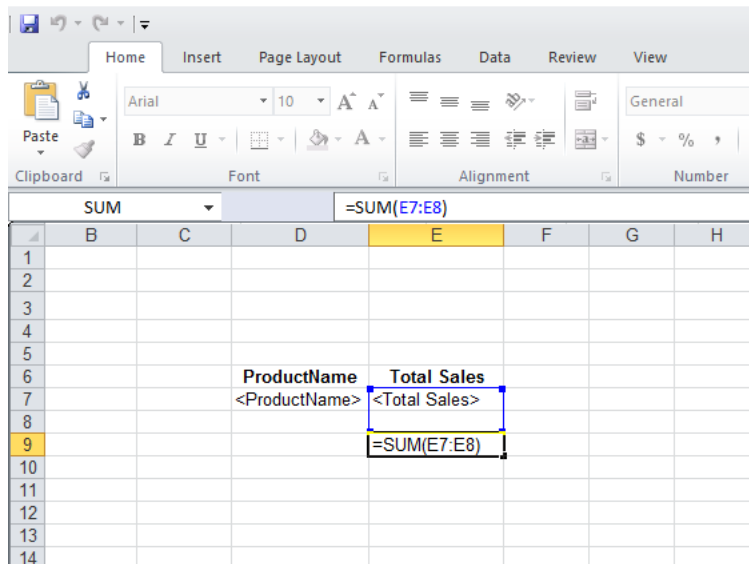 Home Insert Page Layout Formulas Data Review View
Arial 10 A A General
Paste B I U A a $ % ,
Clipboard Font Alignment Number
SUM =SUM(E7:E8)
B C D E F G H
1
2
3
4
5
6 ProductName Total Sales
7 <ProductName> <Total Sales>
8
9 =SUM(E7:E8)
10
11
12
13
14